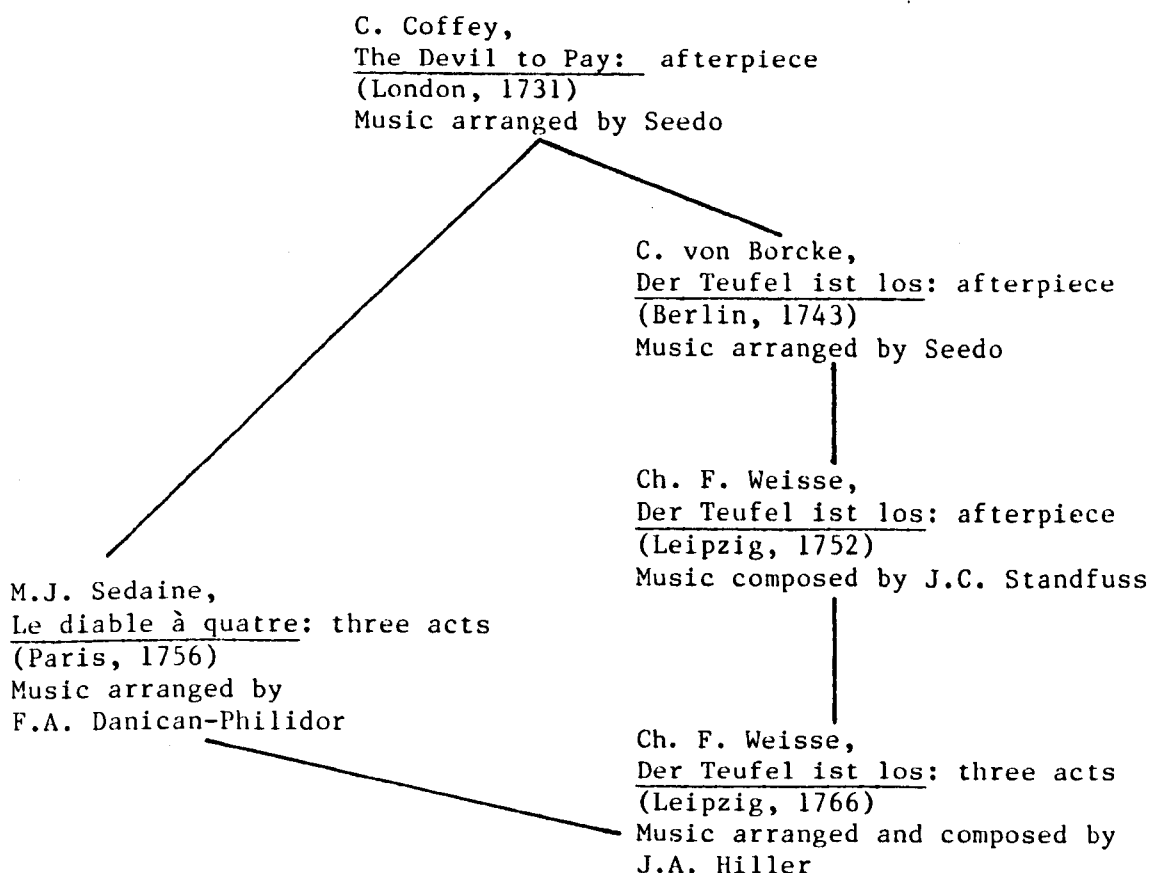 C. Coffey,
The Devil to Pay: afterpiece
(London, 1731)
Music arranged by Seedo
C. von Borcke,
Der Teufel ist los: afterpiece
(Berlin, 1743)
Music arranged by Seedo
Ch. F. Weisse,
Der Teufel ist los: afterpiece
(Leipzig, 1752)
Music composed by J.C. Standfuss
M.J. Sedaine,
Le diable à quatre: three acts
(Paris, 1756)
Music arranged by
F.A. Danican-Philidor
Ch. F. Weisse,
Der Teufel ist los: three acts
(Leipzig, 1766)
Music arranged and composed by
J.A. Hiller